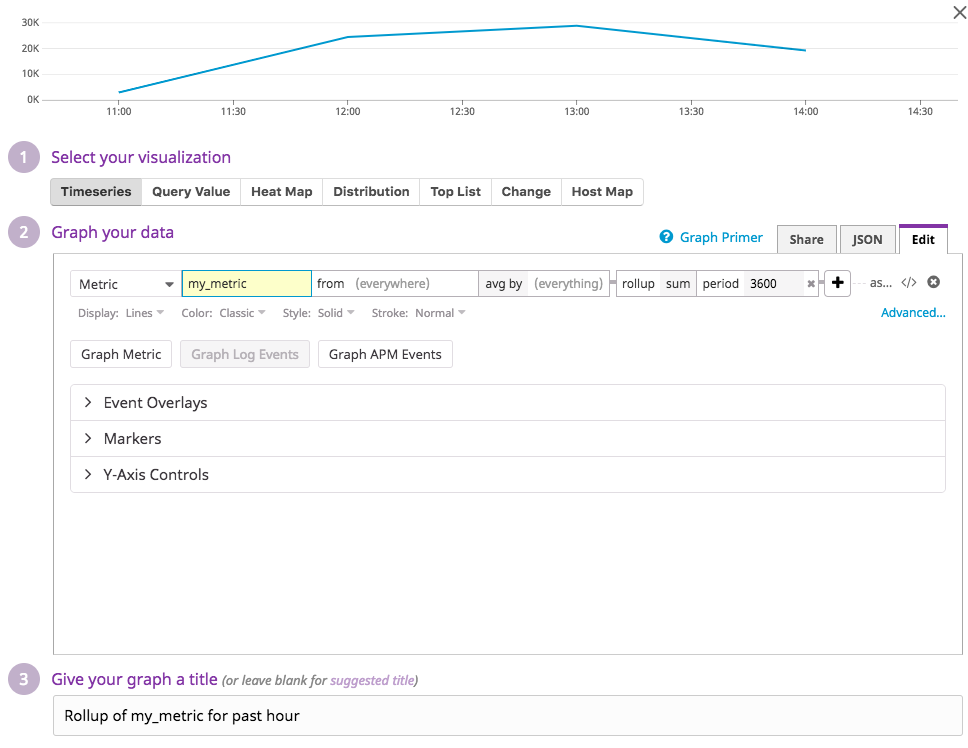 30K
20K
10K
0K
11:00 11:30 12:00 12:30 13:00 13:30 14:00 14:30
1 Select your visualization
Timeseries Query Value Heat Map Distribution Top List Change Host Map
2 Graph your data
? Graph Primer Share JSON Edit
Metric my_metric from (everywhere) avg by (everything) rollup sum period 3600 as... </>
Display: Lines Color: Classic Style: Solid Stroke: Normal Advanced...
Graph Metric Graph Log Events Graph APM Events
Event Overlays
Markers
Y-Axis Controls
3 Give your graph a title (or leave blank for suggested title)
Rollup of my_metric for past hour